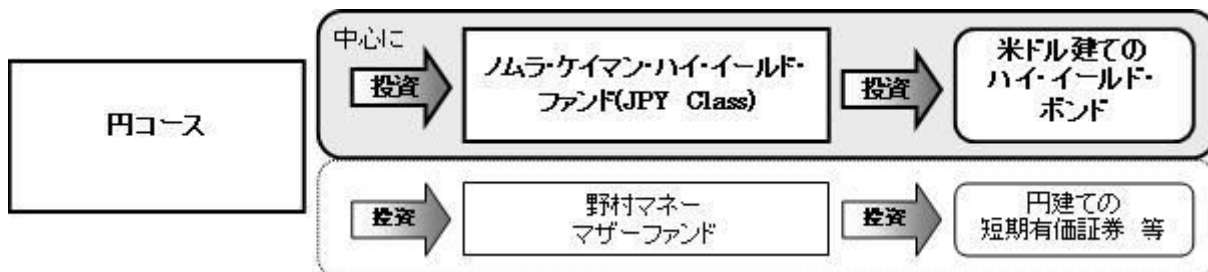 円コース
中心に
投資
ノムラ・ケイマン・ハイ・イールド・
ファンド(JPY Class)
投資
米ドル建ての
ハイ・イールド・
ボンド
投資
野村マネー
マザーファンド
投資
円建ての
短期有価証券 等